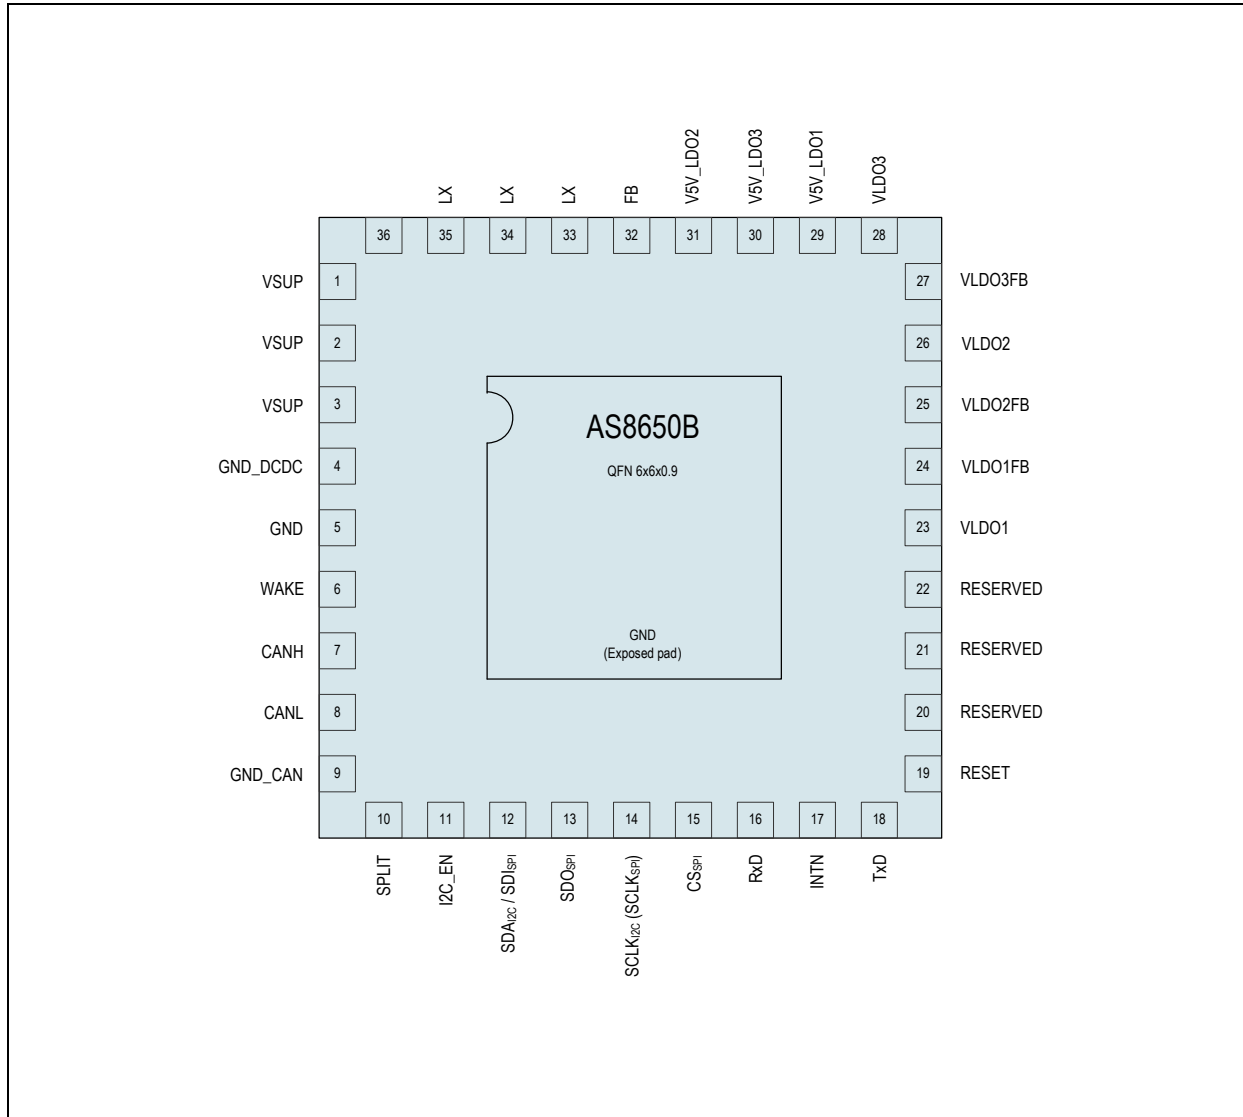 LX LX LX FB V5V_LDO2 V5V_LDO3 V5V_LDO1 VLDO3
36 35 34 33 32 31 30 29 28
VSUP 1
VSUP 2
VSUP 3
GND_DCDC 4
GND 5
WAKE 6
CANH 7
CANL 8
GND_CAN 9
AS8650B
QFN 6x6x0.9
GND
(Exposed pad)
27 VLDO3FB
26 VLDO2
25 VLDO2FB
24 VLDO1FB
23 VLDO1
22 RESERVED
21 RESERVED
20 RESERVED
19 RESET
10 11 12 13 14 15 16 17 18
SPLIT
I2C_EN
SDAI2C / SDISPI
SDOSPI
SCLKI2C (SCLKSPI)
CSSPI
RxD
INTN
TxD